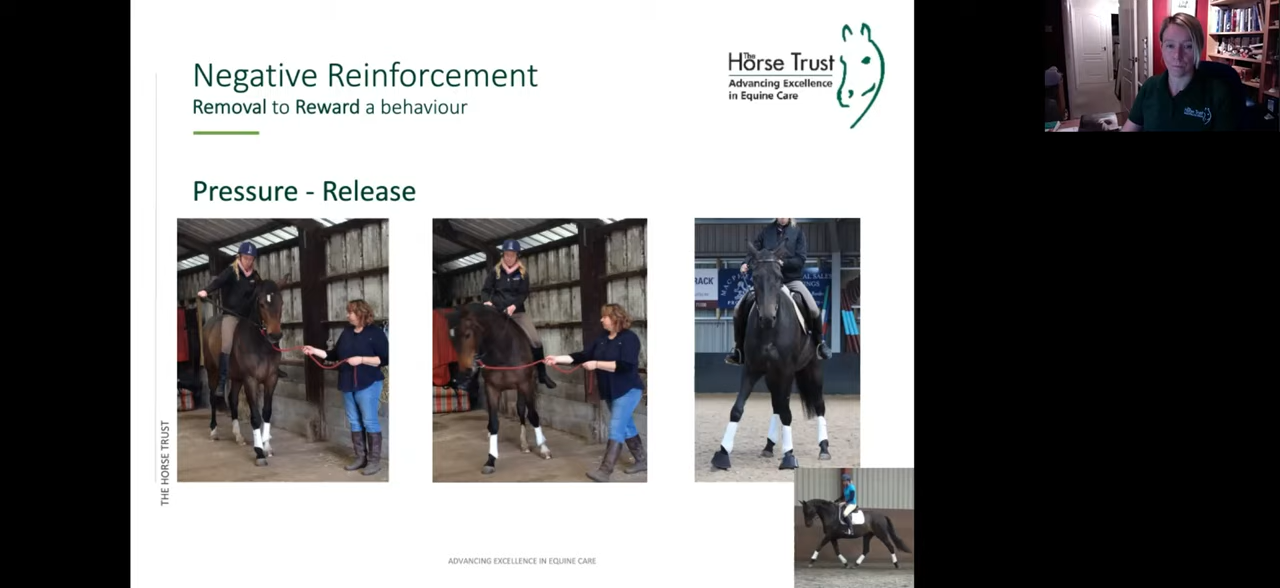 Negative Reinforcement
Removal to Reward a behaviour
The
Horse Trust
Advancing Excellence
in Equine Care
Pressure - Release
THE HORSE TRUST
ADVANCING EXCELLENCE IN EQUINE CARE